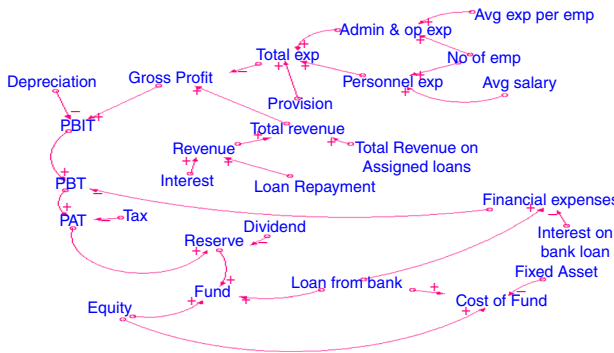 Avg exp per emp
Admin & op exp
Total exp
No of emp
Depreciation
Gross Profit
Personnel exp
Avg salary
Provision
PBIT
Total revenue
Revenue
Total Revenue on
Assigned loans
Interest
Loan Repayment
PBT
Financial expenses
PAT
Tax
Dividend
Interest on
bank loan
Reserve
Fixed Asset
Loan from bank
Fund
Equity
Cost of Fund